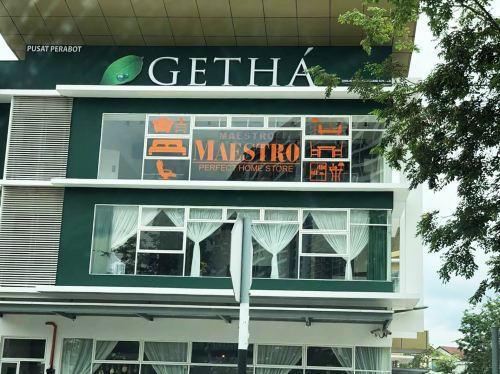 PUSAT PERABOT
GETHÁ
MAESTRO
MAESTRO
PERFECT HOME STORE